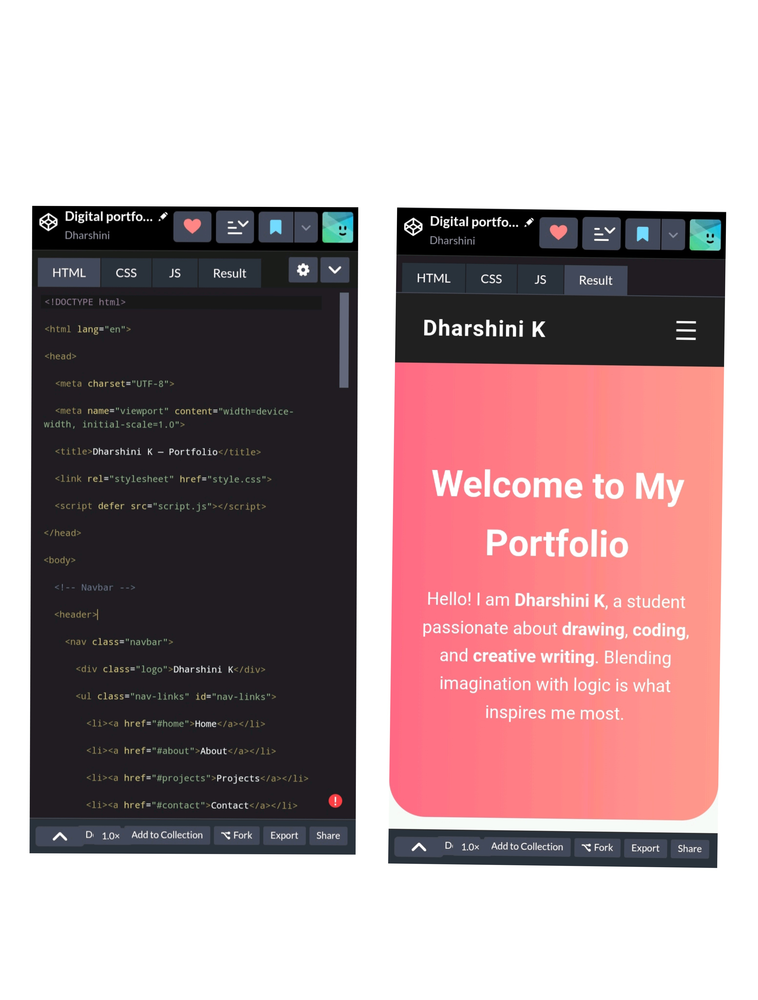 Digital portfo...
Dharshini
HTML CSS JS Result
<!DOCTYPE html>
<html lang="en">
<head>
<meta charset="UTF-8">
<meta name="viewport" content="width=device-
width, initial-scale=1.0">
<title>Dharshini K – Portfolio</title>
<link rel="stylesheet" href="style.css">
<script defer src="script.js"></script>
</head>
<body>
<!-- Navbar -->
<header>
<nav class="navbar">
<div class="logo">Dharshini K</div>
<ul class="nav-links" id="nav-links">
<li><a href="#home">Home</a></li>
<li><a href="#about">About</a></li>
<li><a href="#projects">Projects</a></li>
<li><a href="#contact">Contact</a></li>
1.0× Add to Collection Fork Export Share
Digital portfo...
Dharshini
HTML CSS JS Result
Dharshini K
Welcome to My
Portfolio
Hello! I am Dharshini K, a student
passionate about drawing, coding,
and creative writing. Blending
imagination with logic is what
inspires me most.
1.0× Add to Collection Fork Export Share